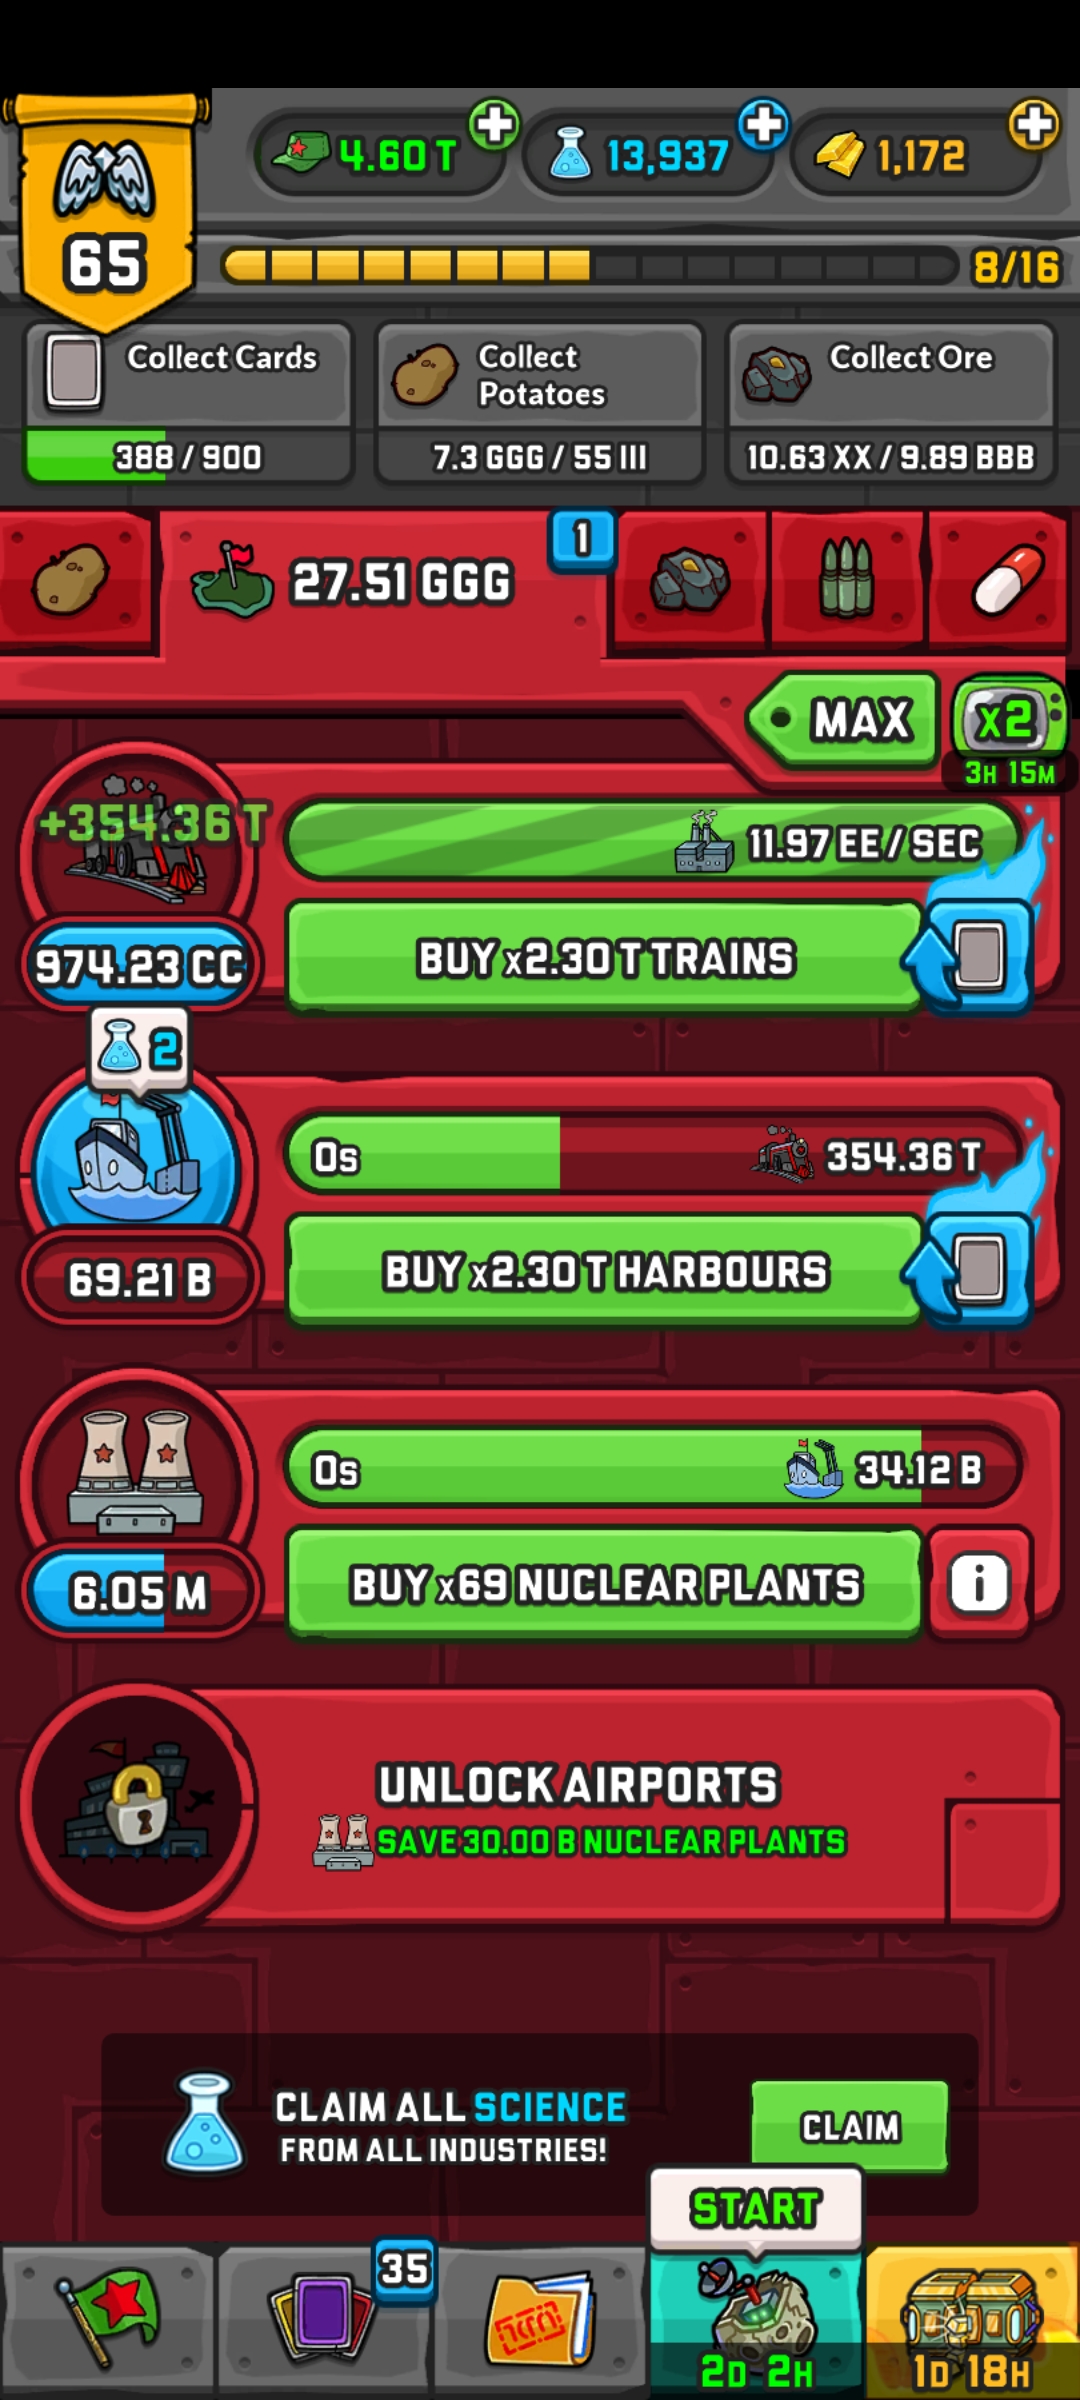 4.60 T
13,937
1,172
65
8/16
Collect Cards
388 / 900
Collect
Potatoes
7.3 GGG / 55 III
Collect Ore
10.63 XX / 9.89 BBB
27.51 GGG
1
MAX
x2
3H 15M
+354.36 T
11.97 EE / SEC
974.23 CC
BUY x2.30 T TRAINS
2
0s
354.36 T
69.21 B
BUY x2.30 T HARBOURS
0s
34.12 B
6.05 M
BUY x69 NUCLEAR PLANTS
i
UNLOCK AIRPORTS
SAVE 30.00 B NUCLEAR PLANTS
CLAIM ALL SCIENCE
FROM ALL INDUSTRIES!
CLAIM
START
35
2D 2H
1D 18H